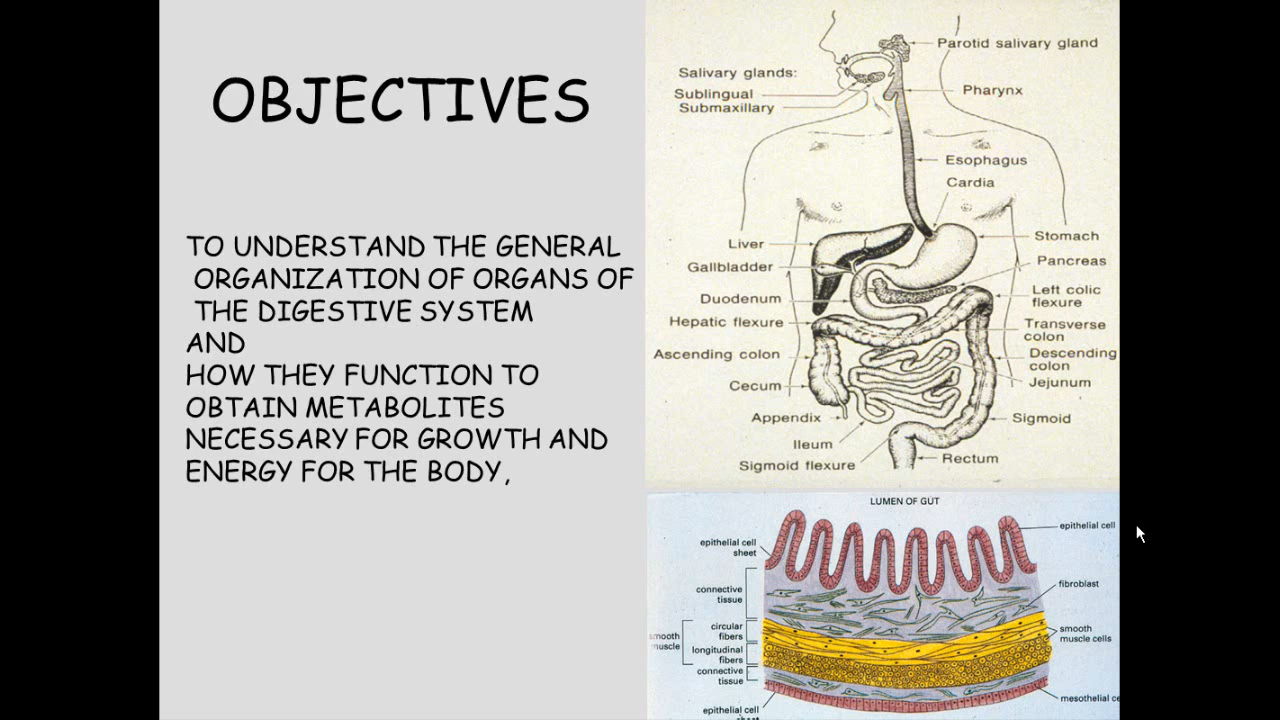 OBJECTIVES
TO UNDERSTAND THE GENERAL
ORGANIZATION OF ORGANS OF
THE DIGESTIVE SYSTEM
AND
HOW THEY FUNCTION TO
OBTAIN METABOLITES
NECESSARY FOR GROWTH AND
ENERGY FOR THE BODY,
Parotid salivary gland
Salivary glands:
Sublingual
Submaxillary
Pharynx
Esophagus
Cardia
Liver
Stomach
Gallbladder
Pancreas
Duodenum
Left colic
flexure
Hepatic flexure
Transverse
colon
Ascending colon
Descending
colon
Cecum
Jejunum
Appendix
Sigmoid
Ileum
Sigmoid flexure
Rectum
LUMEN OF GUT
epithelial cell
epithelial cell
sheet
connective
tissue
fibroblast
circular
fibers
smooth
muscle
smooth
muscle cells
longitudinal
fibers
connective
tissue
mesothelial ce
epithelial cell